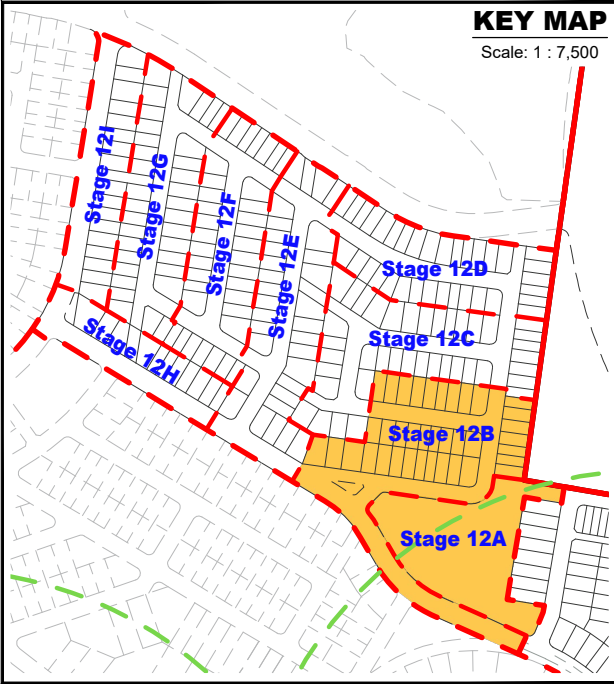 KEY MAP
Scale: 1 : 7,500
Stage 12I
Stage 12G
Stage 12F
Stage 12E
Stage 12D
Stage 12C
Stage 12H
Stage 12B
Stage 12A